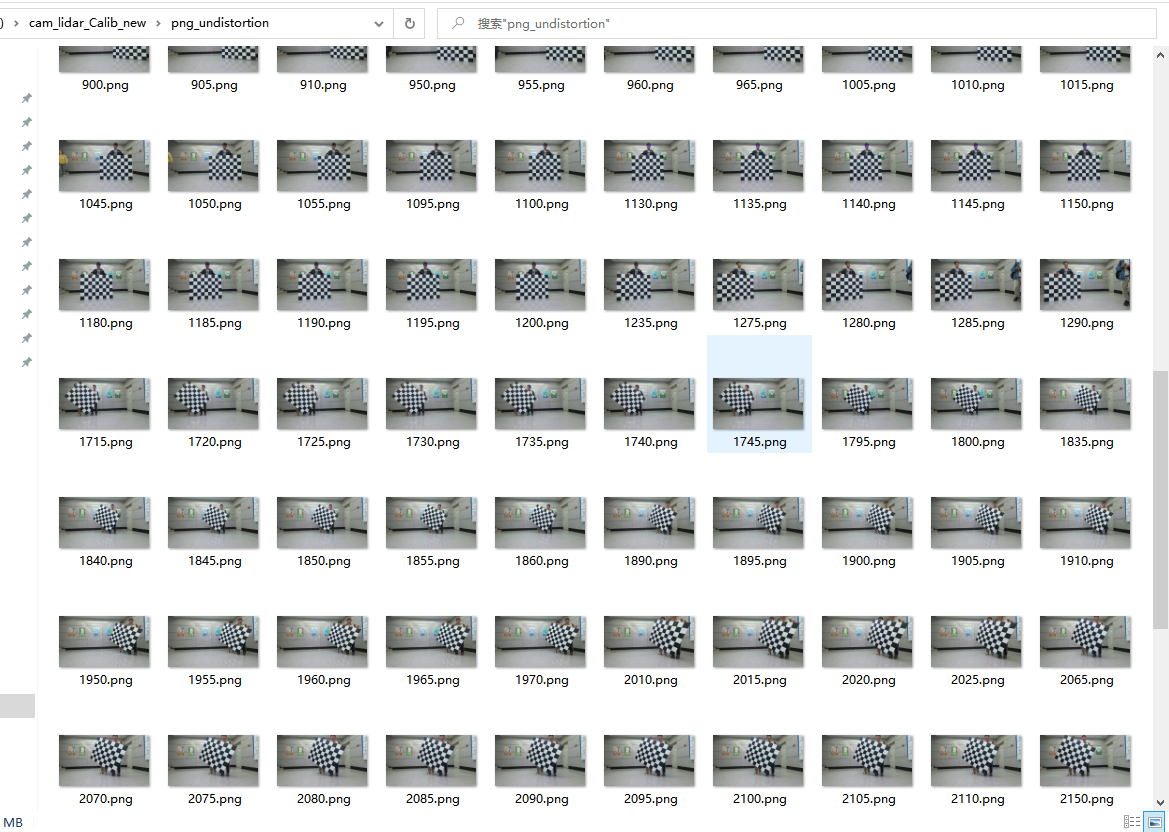 ) › cam_lidar_Calib_new › png_undistortion 搜索"png_undistortion"
900.png 905.png 910.png 950.png 955.png 960.png 965.png 1005.png 1010.png 1015.png
1045.png 1050.png 1055.png 1095.png 1100.png 1130.png 1135.png 1140.png 1145.png 1150.png
1180.png 1185.png 1190.png 1195.png 1200.png 1235.png 1275.png 1280.png 1285.png 1290.png
1715.png 1720.png 1725.png 1730.png 1735.png 1740.png 1745.png 1795.png 1800.png 1835.png
1840.png 1845.png 1850.png 1855.png 1860.png 1890.png 1895.png 1900.png 1905.png 1910.png
1950.png 1955.png 1960.png 1965.png 1970.png 2010.png 2015.png 2020.png 2025.png 2065.png
2070.png 2075.png 2080.png 2085.png 2090.png 2095.png 2100.png 2105.png 2110.png 2150.png
MB